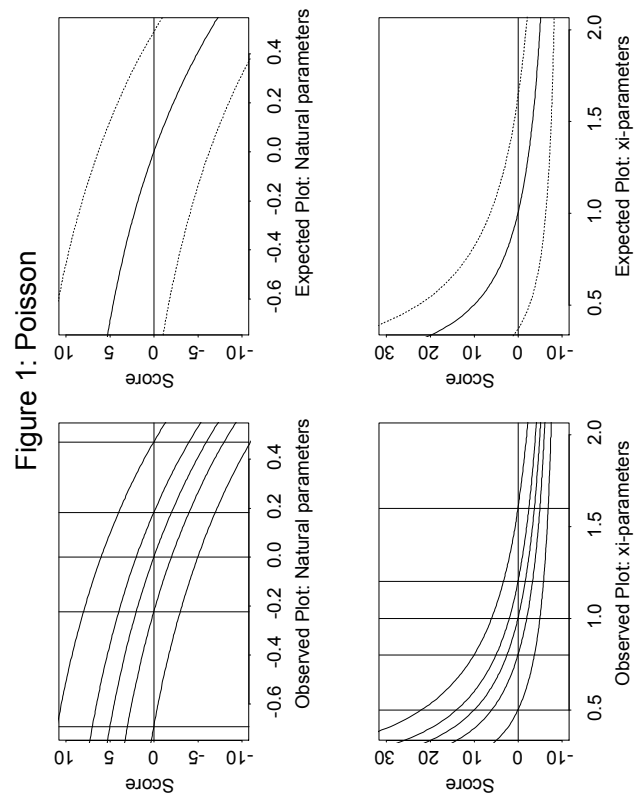 Figure 1: Poisson
Score
10
5
0
-5
-10
-0.6 -0.4 -0.2 0.0 0.2 0.4
Observed Plot: Natural parameters
Score
10
5
0
-5
-10
-0.6 -0.4 -0.2 0.0 0.2 0.4
Expected Plot: Natural parameters
Score
30
20
10
0
-10
0.5 1.0 1.5 2.0
Observed Plot: xi-parameters
Score
30
20
10
0
-10
0.5 1.0 1.5 2.0
Expected Plot: xi-parameters